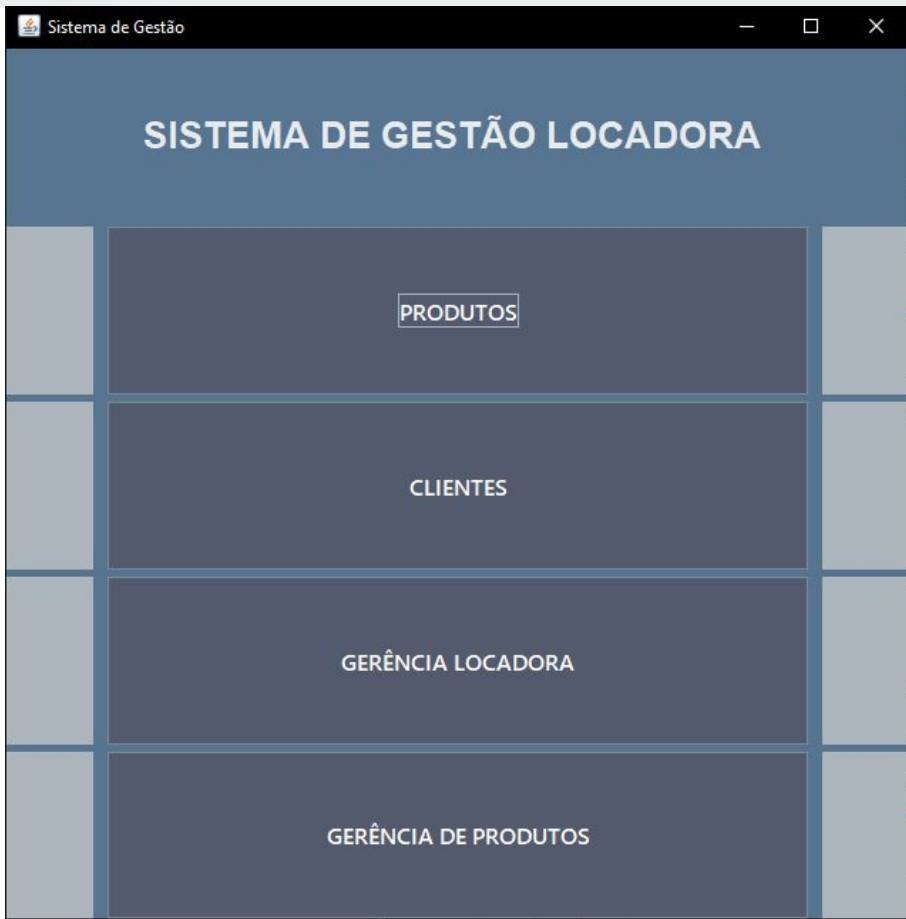 Sistema de Gestão
SISTEMA DE GESTÃO LOCADORA
PRODUTOS
CLIENTES
GERÊNCIA LOCADORA
GERÊNCIA DE PRODUTOS